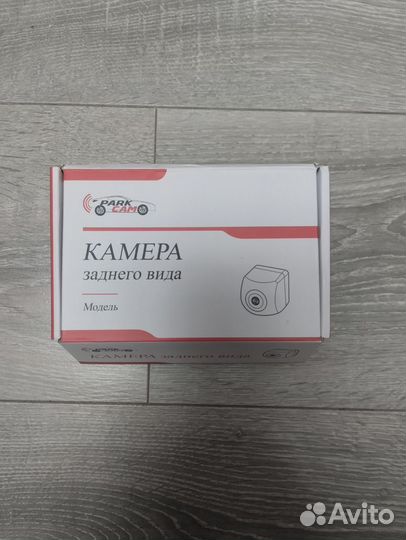 PARK
CAM
КАМЕРА
заднего вида
Модель
PARK
CAM
КАМЕРА заднего вида
Avito